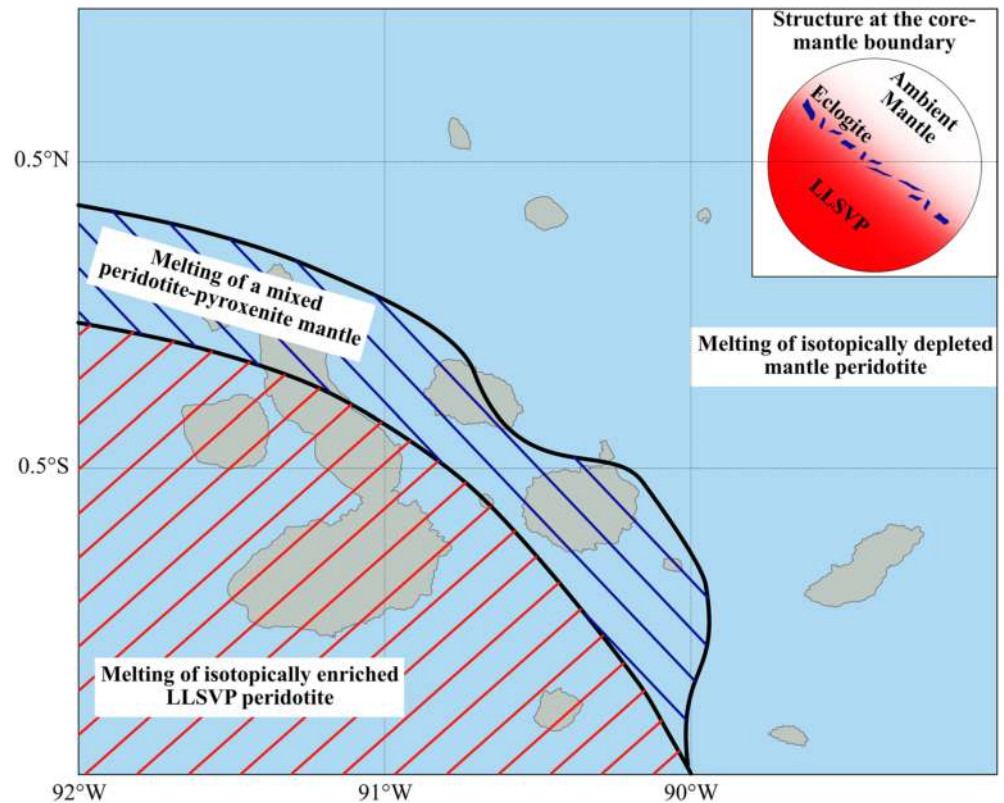 Structure at the core-
mantle boundary
Ambient
Mantle
Eclogite
LLSVP
0.5°N
Melting of a mixed
peridotite-pyroxenite mantle
Melting of isotopically depleted
mantle peridotite
0.5°S
Melting of isotopically enriched
LLSVP peridotite
92°W
91°W
90°W